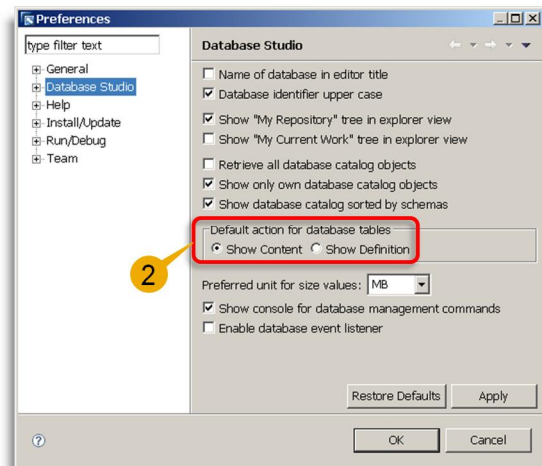 Preferences
type filter text
General
Database Studio
Help
Install/Update
Run/Debug
Team
Database Studio
Name of database in editor title
Database identifier upper case
Show "My Repository" tree in explorer view
Show "My Current Work" tree in explorer view
Retrieve all database catalog objects
Show only own database catalog objects
Show database catalog sorted by schemas
Default action for database tables
Show Content Show Definition
2
Preferred unit for size values: MB
Show console for database management commands
Enable database event listener
Restore Defaults Apply
? OK Cancel